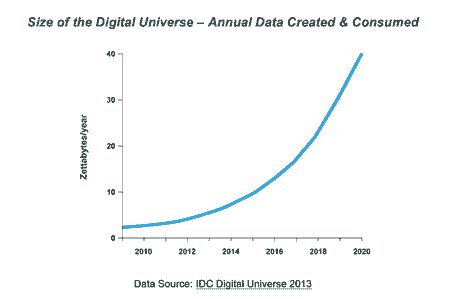 Size of the Digital Universe – Annual Data Created & Consumed
40
30
20
10
0
Zettabytes/year
2010 2012 2014 2016 2018 2020
Data Source: IDC Digital Universe 2013